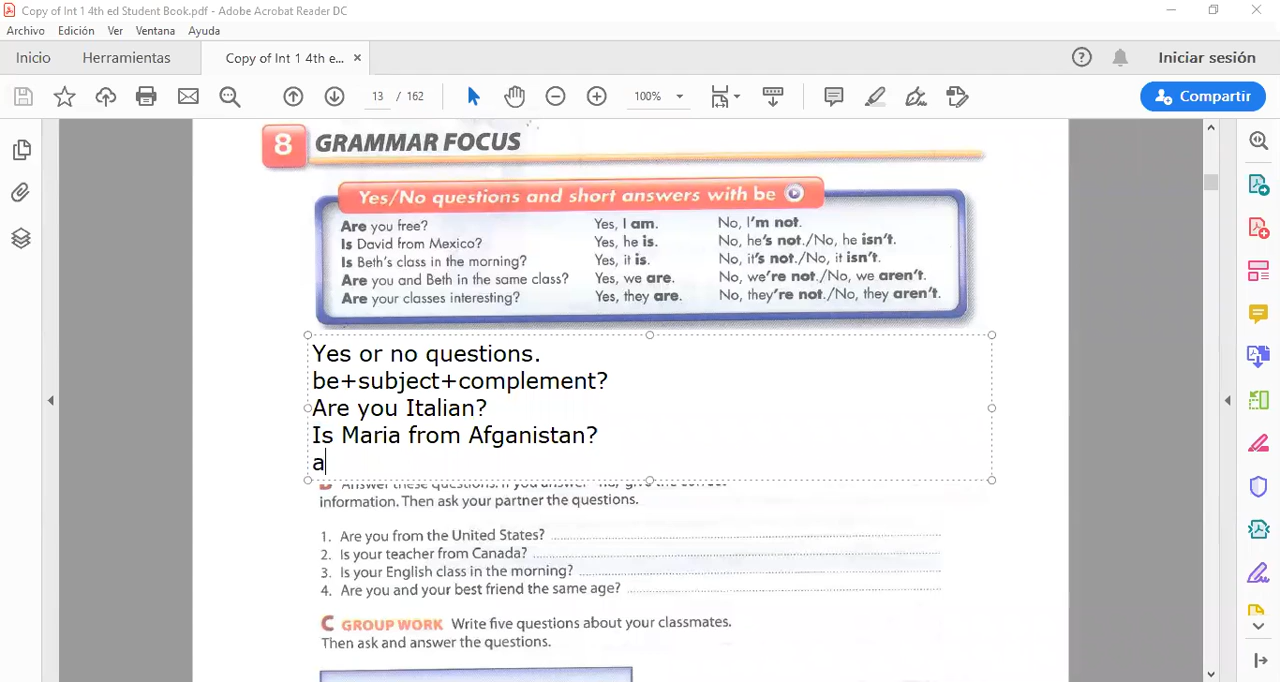 Copy of Int 1 4th ed Student Book.pdf - Adobe Acrobat Reader DC
Archivo Edición Ver Ventana Ayuda
Inicio Herramientas Copy of Int 1 4th e... × Iniciar sesión
13 / 162 100% Compartir
8 GRAMMAR FOCUS
Yes/No questions and short answers with be
Are you free? Yes, I am. No, I'm not.
Is David from Mexico? Yes, he is. No, he's not./No, he isn't.
Is Beth's class in the morning? Yes, it is. No, it's not./No, it isn't.
Are you and Beth in the same class? Yes, we are. No, we're not./No, we aren't.
Are your classes interesting? Yes, they are. No, they're not./No, they aren't.
Yes or no questions.
be+subject+complement?
Are you Italian?
Is Maria from Afganistan?
a
information. Then ask your partner the questions.
1. Are you from the United States?
2. Is your teacher from Canada?
3. Is your English class in the morning?
4. Are you and your best friend the same age?
C GROUP WORK Write five questions about your classmates.
Then ask and answer the questions.